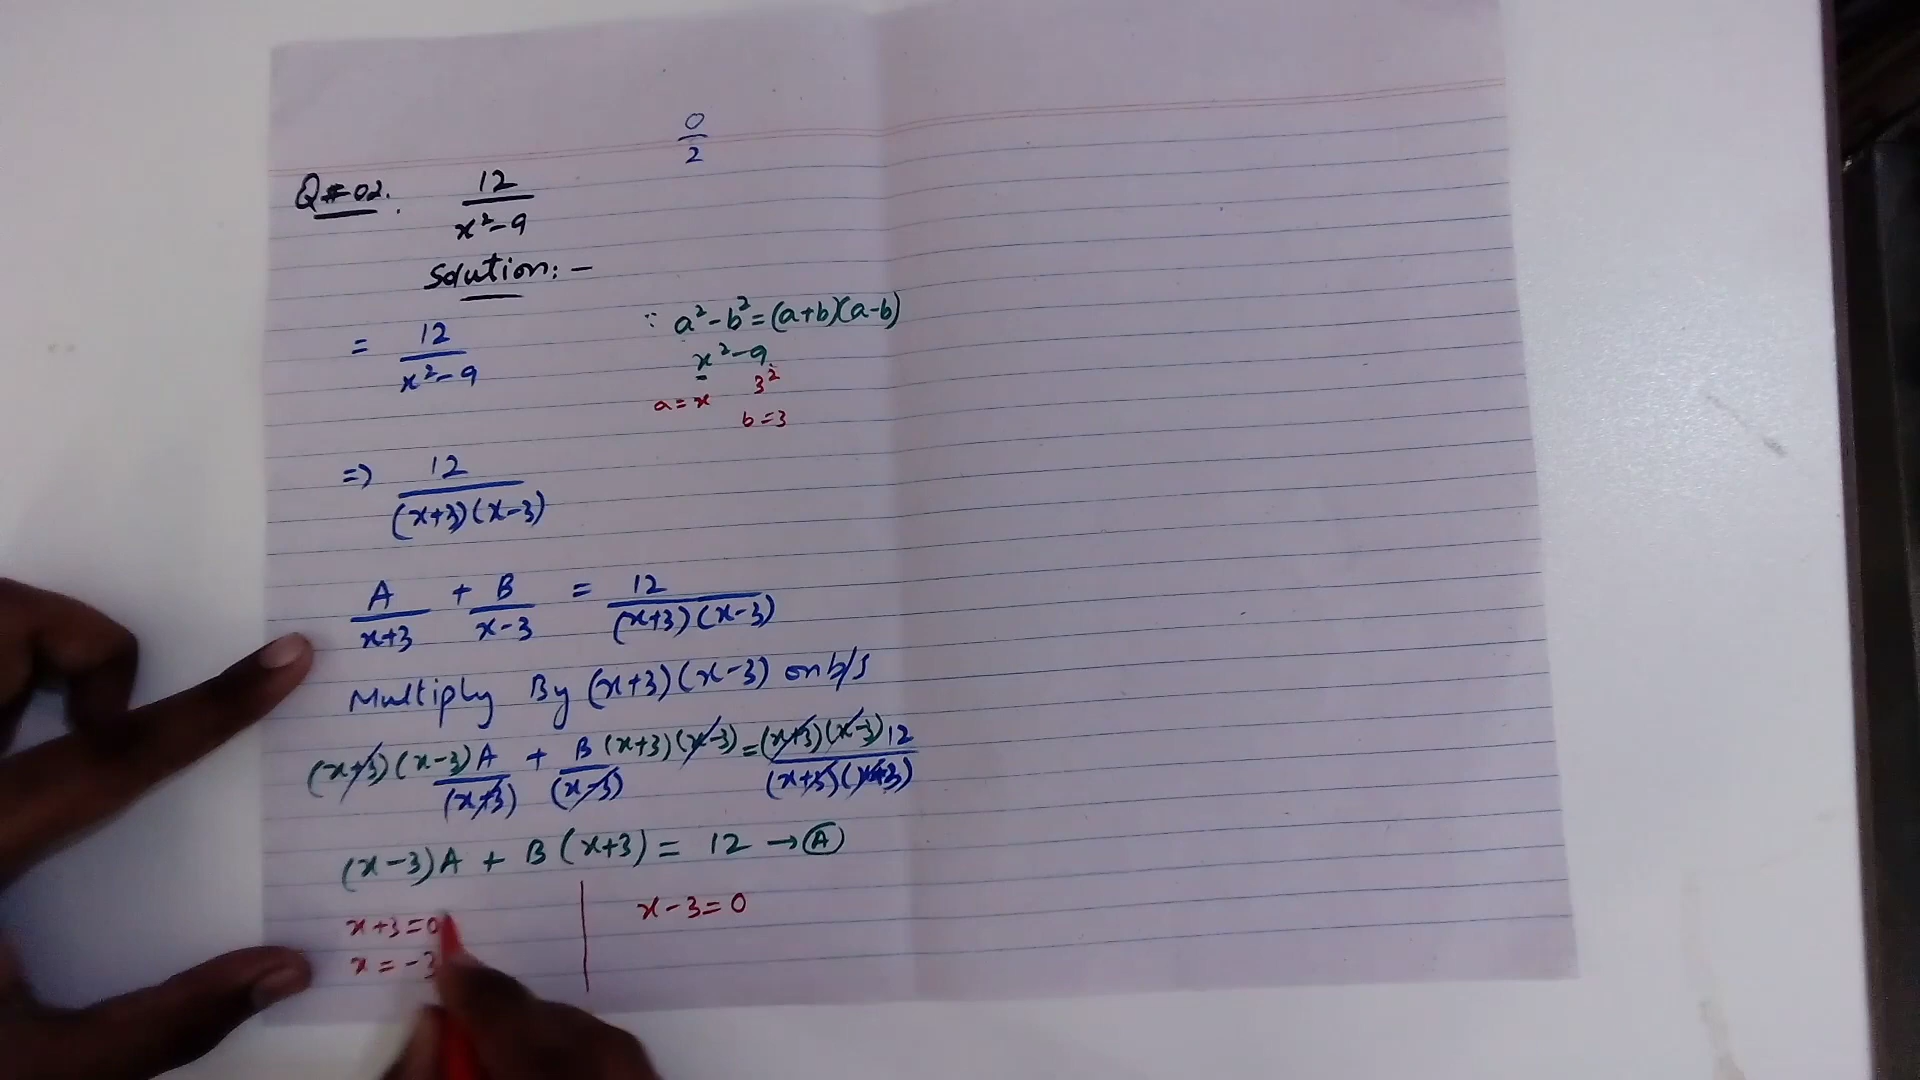 0/2
Q#02. 12/(x²-9)
Solution:-
= 12/(x²-9)
∵ a²-b²=(a+b)(a-b)
x²-9
a=x 3²
b=3
=> 12/((x+3)(x-3))
A/(x+3) + B/(x-3) = 12/((x+3)(x-3))
Multiply By (x+3)(x-3) on b/s
(x+3)(x-3)A/(x+3) + B(x+3)(x-3)/(x-3) = (x+3)(x-3)12/((x+3)(x-3))
(x-3)A + B(x+3) = 12 → Ⓐ
x+3=0
x-3=0
x=-3